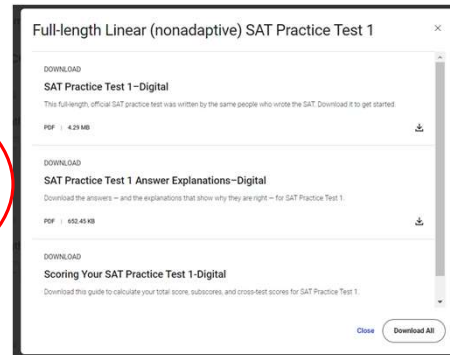 Full-length Linear (nonadaptive) SAT Practice Test 1
DOWNLOAD
SAT Practice Test 1–Digital
This full-length, official SAT practice test was written by the same people who wrote the SAT. Download it to get started.
PDF | 4.29 MB
DOWNLOAD
SAT Practice Test 1 Answer Explanations–Digital
Download the answers — and the explanations that show why they are right — for SAT Practice Test 1.
PDF | 652.45 KB
DOWNLOAD
Scoring Your SAT Practice Test 1-Digital
Download this guide to calculate your total score, subscores, and cross-test scores for SAT Practice Test 1.
Close Download All